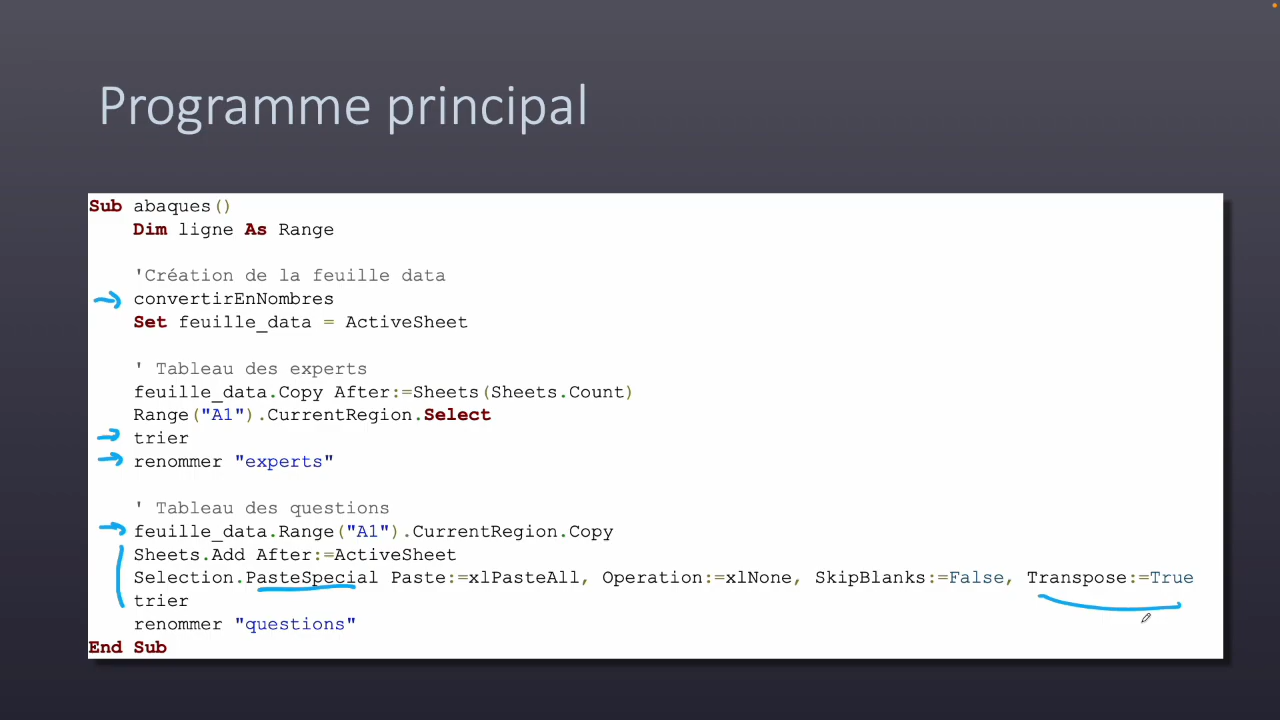 Programme principal
Sub abaques()
Dim ligne As Range
'Création de la feuille data
convertirEnNombres
Set feuille_data = ActiveSheet
' Tableau des experts
feuille_data.Copy After:=Sheets(Sheets.Count)
Range("A1").CurrentRegion.Select
trier
renommer "experts"
' Tableau des questions
feuille_data.Range("A1").CurrentRegion.Copy
Sheets.Add After:=ActiveSheet
Selection.PasteSpecial Paste:=xlPasteAll, Operation:=xlNone, SkipBlanks:=False, Transpose:=True
trier
renommer "questions"
End Sub